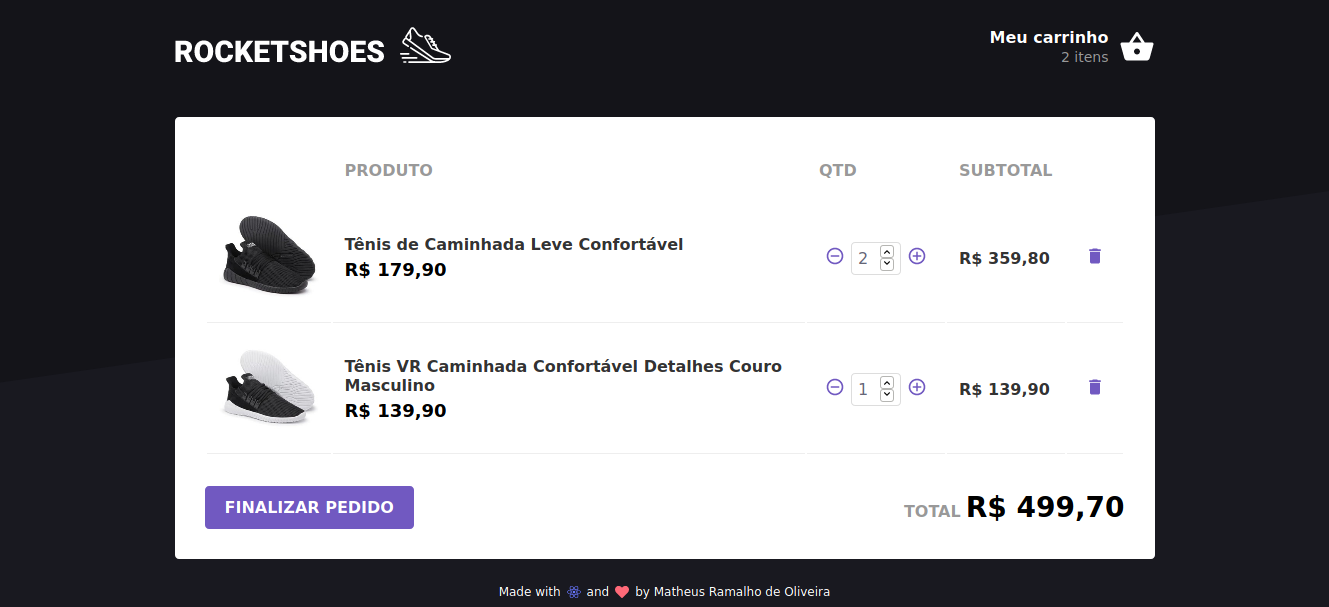 ROCKETSHOES
Meu carrinho
2 itens
PRODUTO QTD SUBTOTAL
Tênis de Caminhada Leve Confortável
R$ 179,90
2
R$ 359,80
Tênis VR Caminhada Confortável Detalhes Couro
Masculino
R$ 139,90
1
R$ 139,90
FINALIZAR PEDIDO
TOTAL R$ 499,70
Made with and by Matheus Ramalho de Oliveira